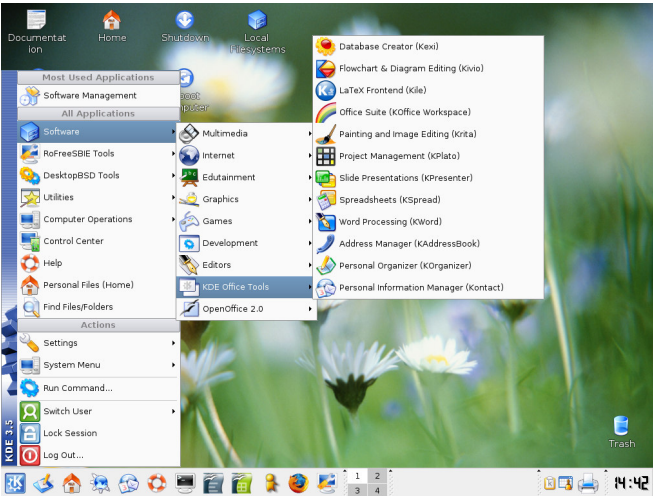 Documentat
ion
Home
Shutdown
Local
Filesystems
Most Used Applications
Software Management
All Applications
Software
RoFreeSBIE Tools
DesktopBSD Tools
Utilities
Computer Operations
Control Center
Help
Personal Files (Home)
Find Files/Folders
Actions
Settings
System Menu
Run Command...
Switch User
Lock Session
Log Out...
KDE 3.5
Multimedia
Internet
Edutainment
Graphics
Games
Development
Editors
KDE Office Tools
OpenOffice 2.0
Database Creator (Kexi)
Flowchart & Diagram Editing (Kivio)
LaTeX Frontend (Kile)
Office Suite (KOffice Workspace)
Painting and Image Editing (Krita)
Project Management (KPlato)
Slide Presentations (KPresenter)
Spreadsheets (KSpread)
Word Processing (KWord)
Address Manager (KAddressBook)
Personal Organizer (KOrganizer)
Personal Information Manager (Kontact)
Trash
1 2
3 4
14:42